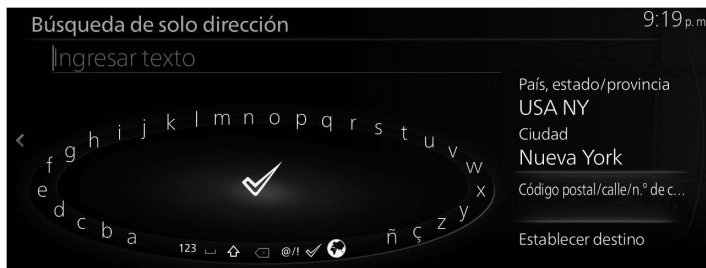 Búsqueda de solo dirección
9:19 p. m
Ingresar texto
País, estado/provincia
USA NY
Ciudad
Nueva York
Código postal/calle/n.º de c...
Establecer destino
a b c d e f g h i j k l m n o p q r s t u v w x y z ç ñ
123 @/!